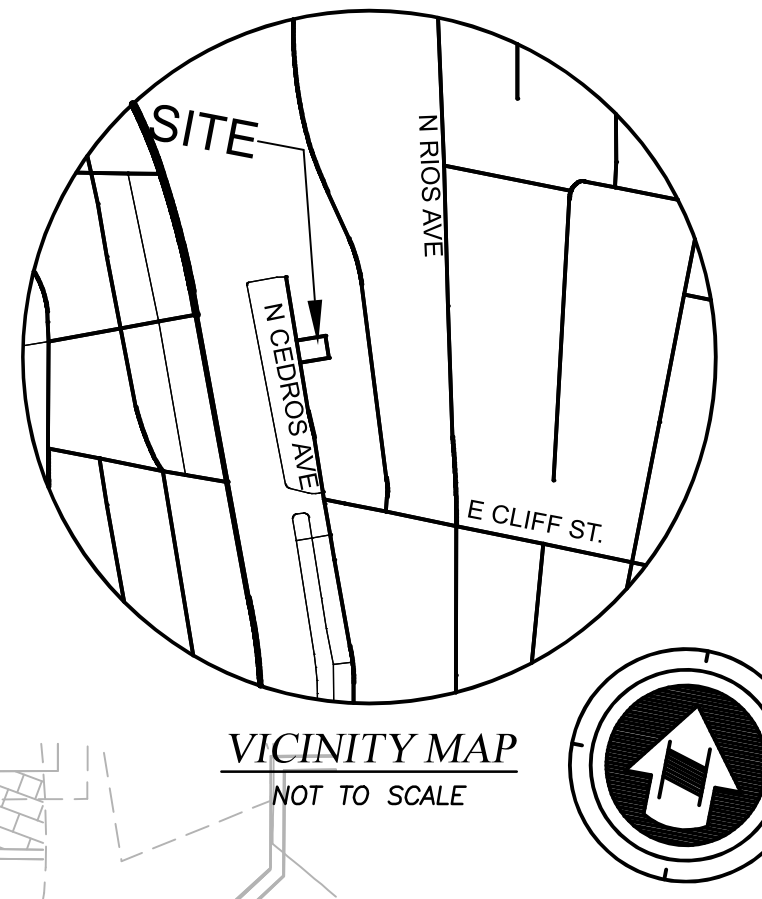 SITE
N RIOS AVE
N CEDROS AVE
E CLIFF ST.
VICINITY MAP
NOT TO SCALE
N